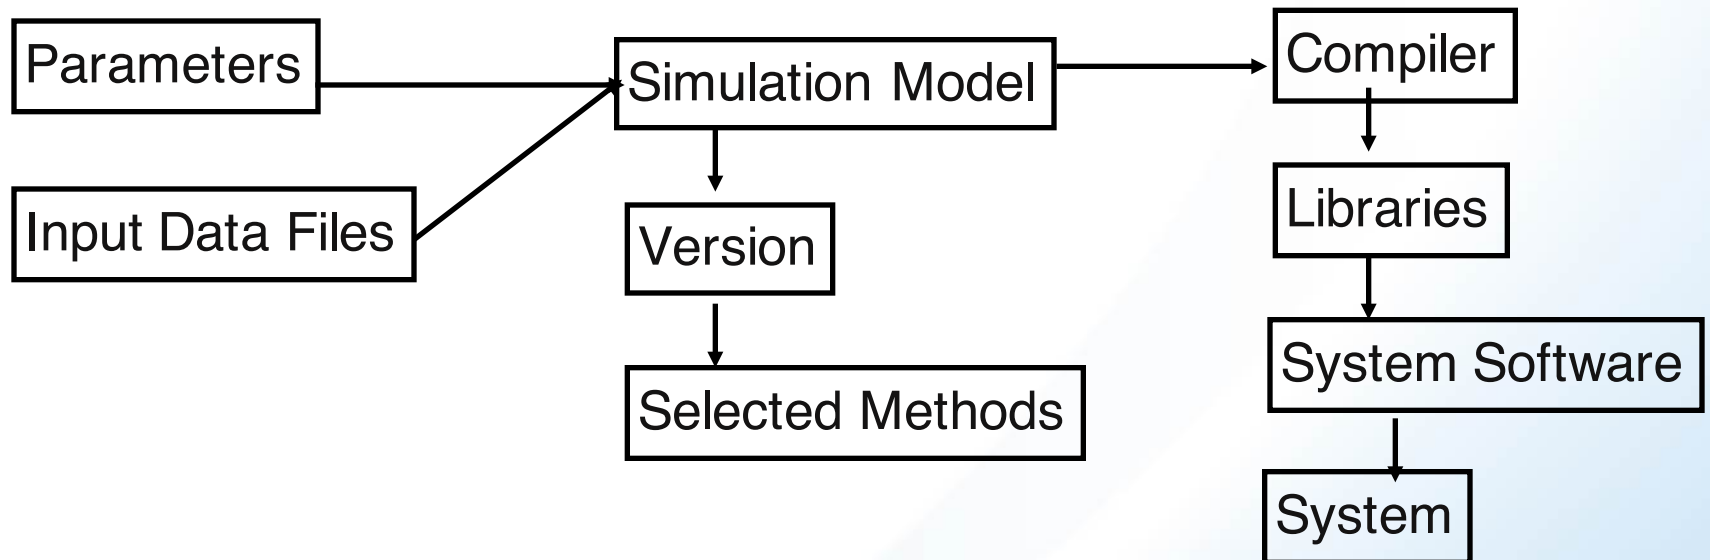 Parameters
Input Data Files
Simulation Model
Version
Selected Methods
Compiler
Libraries
System Software
System